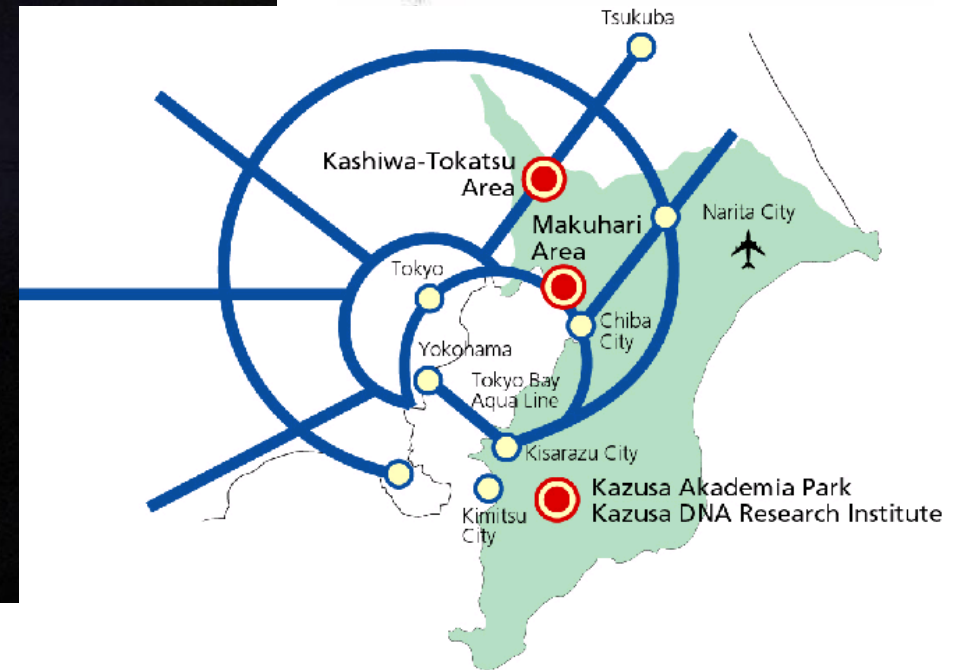 Tsukuba
Kashiwa-Tokatsu
Area
Makuhari
Area
Narita City
Tokyo
Chiba
City
Yokohama
Tokyo Bay
Aqua Line
Kisarazu City
Kazusa Akademia Park
Kazusa DNA Research Institute
Kimitsu
City